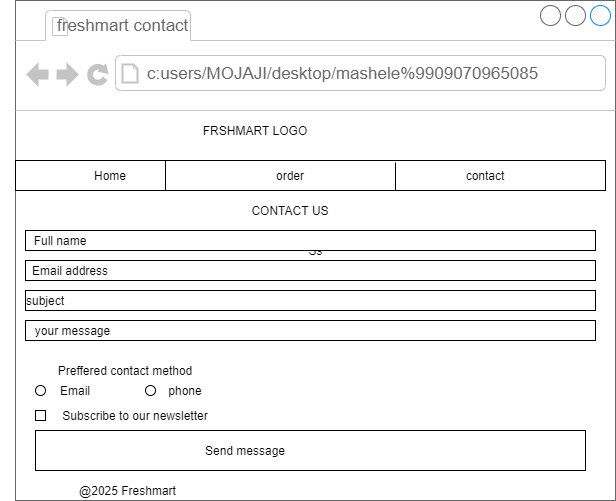 freshmart contact
c:users/MOJAJI/desktop/mashele%9909070965085
FRSHMART LOGO
Home order contact
CONTACT US
Full name
Email address
subject
your message
Preffered contact method
Email phone
Subscribe to our newsletter
Send message
@2025 Freshmart